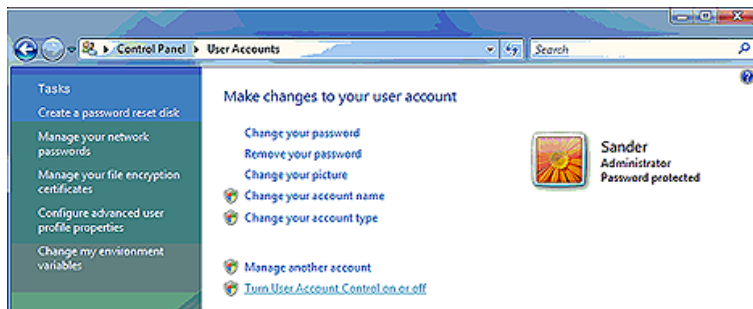 Control Panel ▸ User Accounts
Search
Tasks
Create a password reset disk
Manage your network
passwords
Manage your file encryption
certificates
Configure advanced user
profile properties
Change my environment
variables
Make changes to your user account
Change your password
Remove your password
Change your picture
Change your account name
Change your account type
Manage another account
Turn User Account Control on or off
Sander
Administrator
Password protected